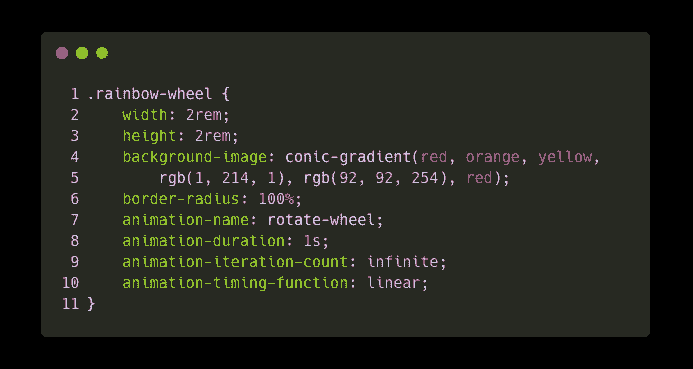 1 .rainbow-wheel {
2     width: 2rem;
3     height: 2rem;
4     background-image: conic-gradient(red, orange, yellow,
5         rgb(1, 214, 1), rgb(92, 92, 254), red);
6     border-radius: 100%;
7     animation-name: rotate-wheel;
8     animation-duration: 1s;
9     animation-iteration-count: infinite;
10     animation-timing-function: linear;
11 }